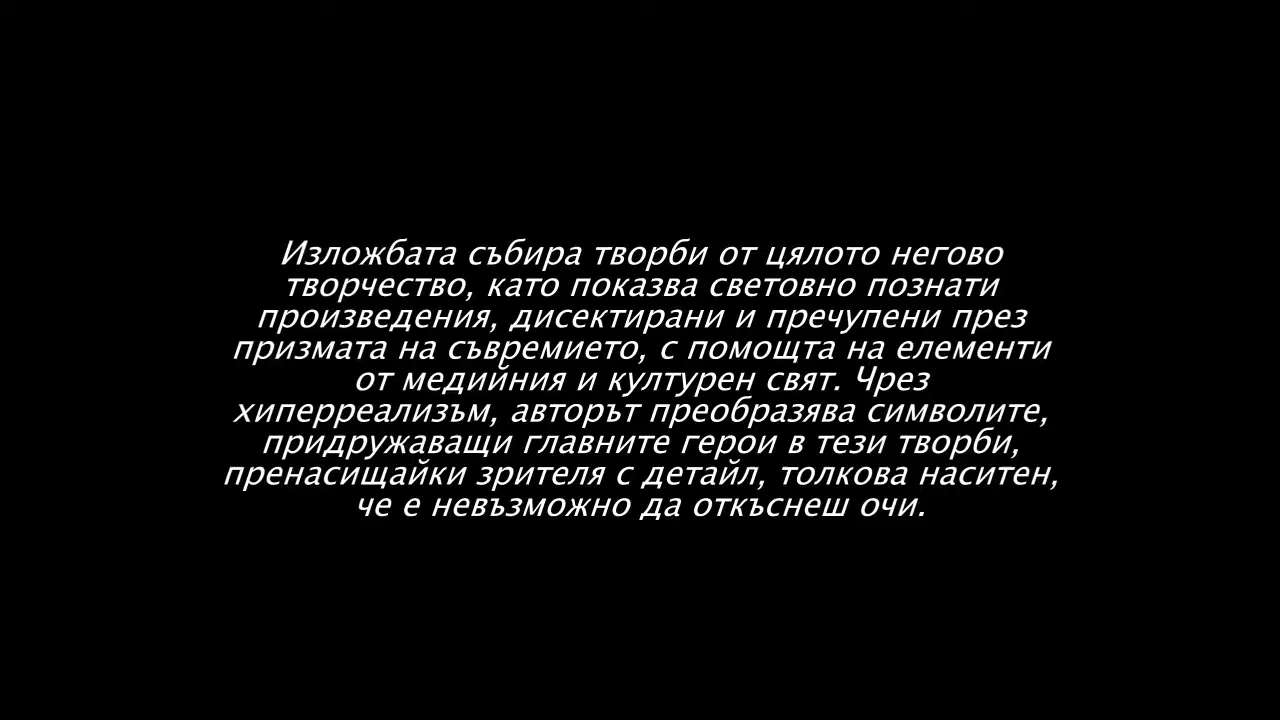 Изложбата събира творби от цялото негово
творчество, като показва световно познати
произведения, дисектирани и пречупени през
призмата на съвремието, с помощта на елементи
от медийния и културен свят. Чрез
хиперреализъм, авторът преобразява символите,
придружаващи главните герои в тези творби,
пренасищайки зрителя с детайл, толкова наситен,
че е невъзможно да откъснеш очи.